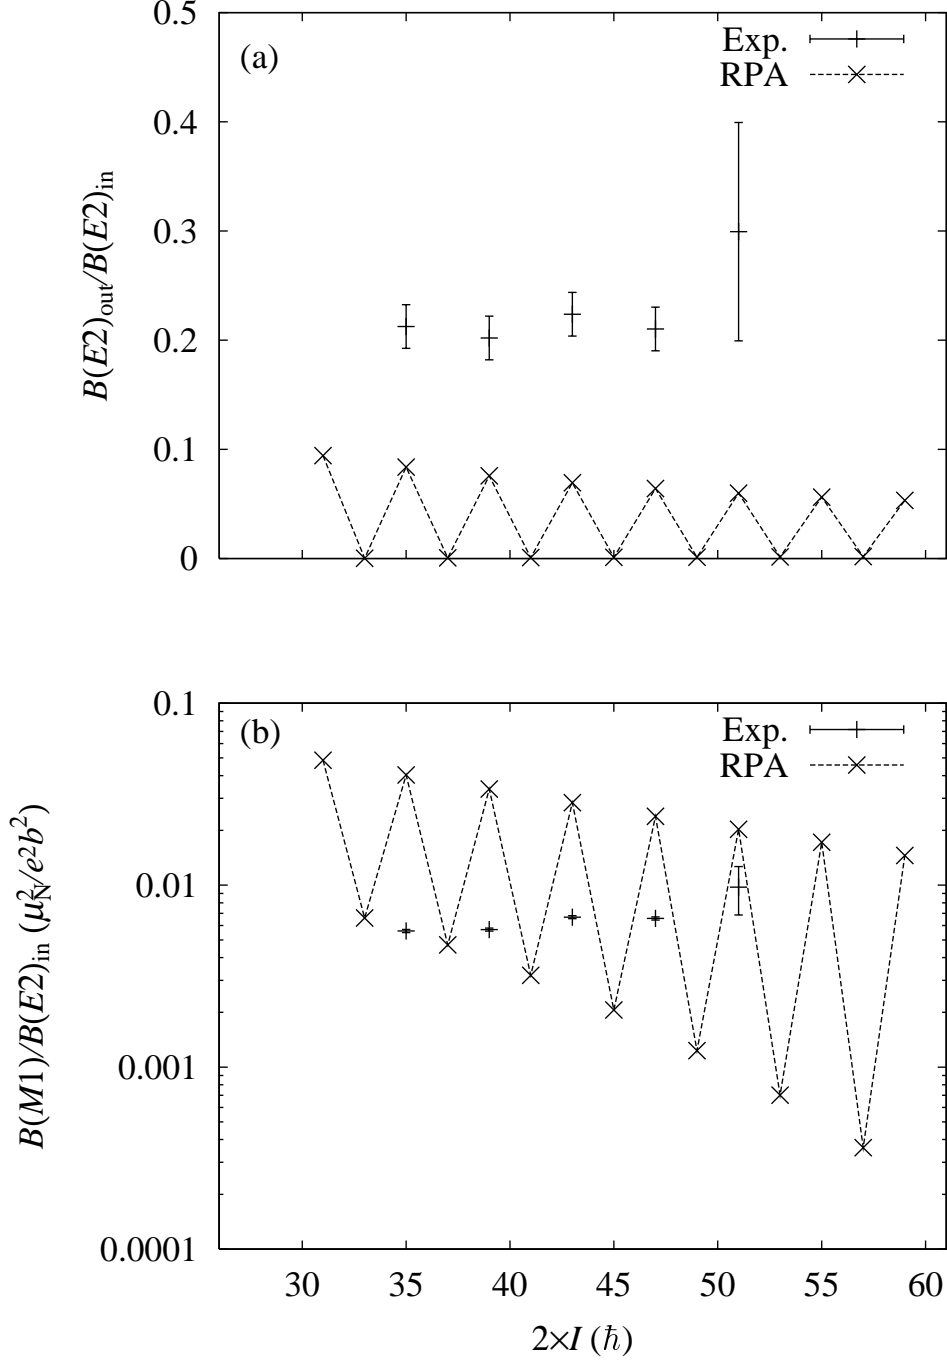 0.5
(a)
Exp.
RPA
0.4
0.3
0.2
0.1
0
B(E2)out/B(E2)in
0.1
(b)
Exp.
RPA
0.01
0.001
0.0001
B(M1)/B(E2)in (μN²/e²b²)
30 35 40 45 50 55 60
2×I (ℏ)